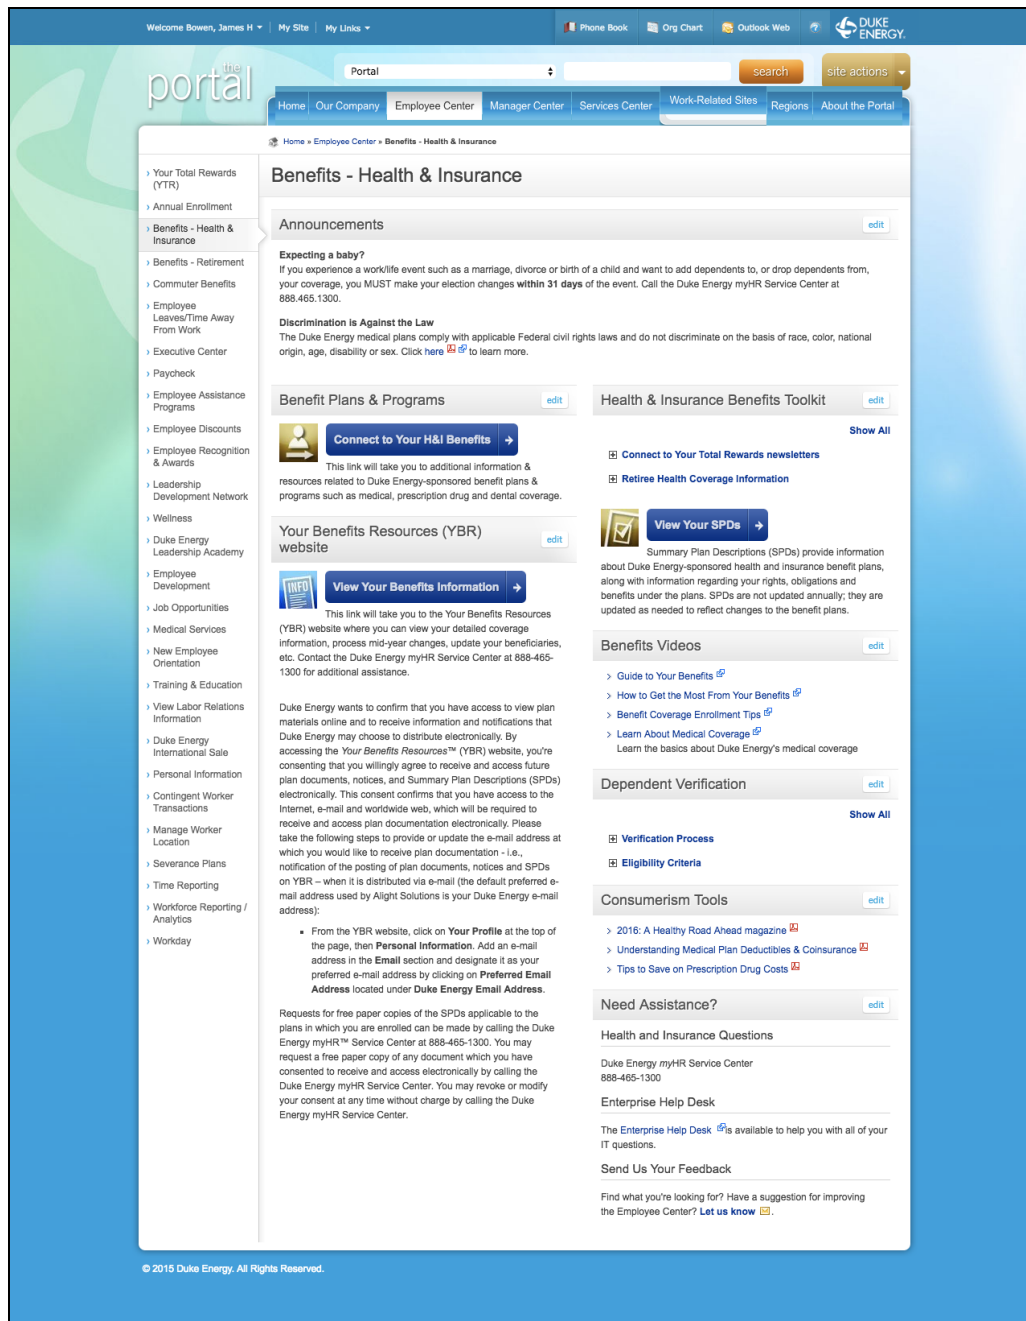 Welcome Bowen, James H
My Site
My Links
Phone Book
Org Chart
Outlook Web
DUKE
ENERGY.
the
portal
Portal
search
site actions
Home
Our Company
Employee Center
Manager Center
Services Center
Work-Related Sites
Regions
About the Portal
Home » Employee Center » Benefits - Health & Insurance
› Your Total Rewards
(YTR)
› Annual Enrollment
› Benefits - Health &
Insurance
› Benefits - Retirement
› Commuter Benefits
› Employee
Leaves/Time Away
From Work
› Executive Center
› Paycheck
› Employee Assistance
Programs
› Employee Discounts
› Employee Recognition
& Awards
› Leadership
Development Network
› Wellness
› Duke Energy
Leadership Academy
› Employee
Development
› Job Opportunities
› Medical Services
› New Employee
Orientation
› Training & Education
› View Labor Relations
Information
› Duke Energy
International Sale
› Personal Information
› Contingent Worker
Transactions
› Manage Worker
Location
› Severance Plans
› Time Reporting
› Workforce Reporting /
Analytics
› Workday
Benefits - Health & Insurance
Announcements
edit
Expecting a baby?
If you experience a work/life event such as a marriage, divorce or birth of a child and want to add dependents to, or drop dependents from,
your coverage, you MUST make your election changes within 31 days of the event. Call the Duke Energy myHR Service Center at
888.465.1300.
Discrimination is Against the Law
The Duke Energy medical plans comply with applicable Federal civil rights laws and do not discriminate on the basis of race, color, national
origin, age, disability or sex. Click here to learn more.
Benefit Plans & Programs
edit
Connect to Your H&I Benefits
This link will take you to additional information &
resources related to Duke Energy-sponsored benefit plans &
programs such as medical, prescription drug and dental coverage.
Your Benefits Resources (YBR)
website
edit
INFO
View Your Benefits Information
This link will take you to the Your Benefits Resources
(YBR) website where you can view your detailed coverage
information, process mid-year changes, update your beneficiaries,
etc. Contact the Duke Energy myHR Service Center at 888-465-
1300 for additional assistance.
Duke Energy wants to confirm that you have access to view plan
materials online and to receive information and notifications that
Duke Energy may choose to distribute electronically. By
accessing the Your Benefits Resources™ (YBR) website, you're
consenting that you willingly agree to receive and access future
plan documents, notices, and Summary Plan Descriptions (SPDs)
electronically. This consent confirms that you have access to the
Internet, e-mail and worldwide web, which will be required to
receive and access plan documentation electronically. Please
take the following steps to provide or update the e-mail address at
which you would like to receive plan documentation - i.e.,
notification of the posting of plan documents, notices and SPDs
on YBR – when it is distributed via e-mail (the default preferred e-
mail address used by Alight Solutions is your Duke Energy e-mail
address):
From the YBR website, click on Your Profile at the top of
the page, then Personal Information. Add an e-mail
address in the Email section and designate it as your
preferred e-mail address by clicking on Preferred Email
Address located under Duke Energy Email Address.
Requests for free paper copies of the SPDs applicable to the
plans in which you are enrolled can be made by calling the Duke
Energy myHR™ Service Center at 888-465-1300. You may
request a free paper copy of any document which you have
consented to receive and access electronically by calling the
Duke Energy myHR Service Center. You may revoke or modify
your consent at any time without charge by calling the Duke
Energy myHR Service Center.
Health & Insurance Benefits Toolkit
edit
Show All
Connect to Your Total Rewards newsletters
Retiree Health Coverage Information
View Your SPDs
Summary Plan Descriptions (SPDs) provide information
about Duke Energy-sponsored health and insurance benefit plans,
along with information regarding your rights, obligations and
benefits under the plans. SPDs are not updated annually; they are
updated as needed to reflect changes to the benefit plans.
Benefits Videos
edit
> Guide to Your Benefits
> How to Get the Most From Your Benefits
> Benefit Coverage Enrollment Tips
> Learn About Medical Coverage
Learn the basics about Duke Energy's medical coverage
Dependent Verification
edit
Show All
Verification Process
Eligibility Criteria
Consumerism Tools
edit
> 2016: A Healthy Road Ahead magazine
> Understanding Medical Plan Deductibles & Coinsurance
> Tips to Save on Prescription Drug Costs
Need Assistance?
edit
Health and Insurance Questions
Duke Energy myHR Service Center
888-465-1300
Enterprise Help Desk
The Enterprise Help Desk is available to help you with all of your
IT questions.
Send Us Your Feedback
Find what you're looking for? Have a suggestion for improving
the Employee Center? Let us know.
© 2015 Duke Energy. All Rights Reserved.